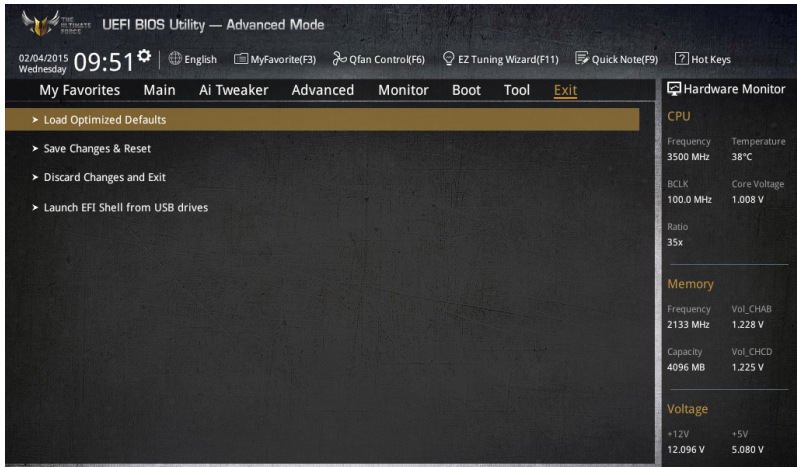 THE ULTIMATE FORCE
UEFI BIOS Utility — Advanced Mode
02/04/2015
Wednesday
09:51
English
MyFavorite(F3)
Qfan Control(F6)
EZ Tuning Wizard(F11)
Quick Note(F9)
? Hot Keys
My Favorites Main Ai Tweaker Advanced Monitor Boot Tool Exit
> Load Optimized Defaults
> Save Changes & Reset
> Discard Changes and Exit
> Launch EFI Shell from USB drives
Hardware Monitor
CPU
Frequency Temperature
3500 MHz 38°C
BCLK Core Voltage
100.0 MHz 1.008 V
Ratio
35x
Memory
Frequency Vol_CHAB
2133 MHz 1.228 V
Capacity Vol_CHCD
4096 MB 1.225 V
Voltage
+12V +5V
12.096 V 5.080 V